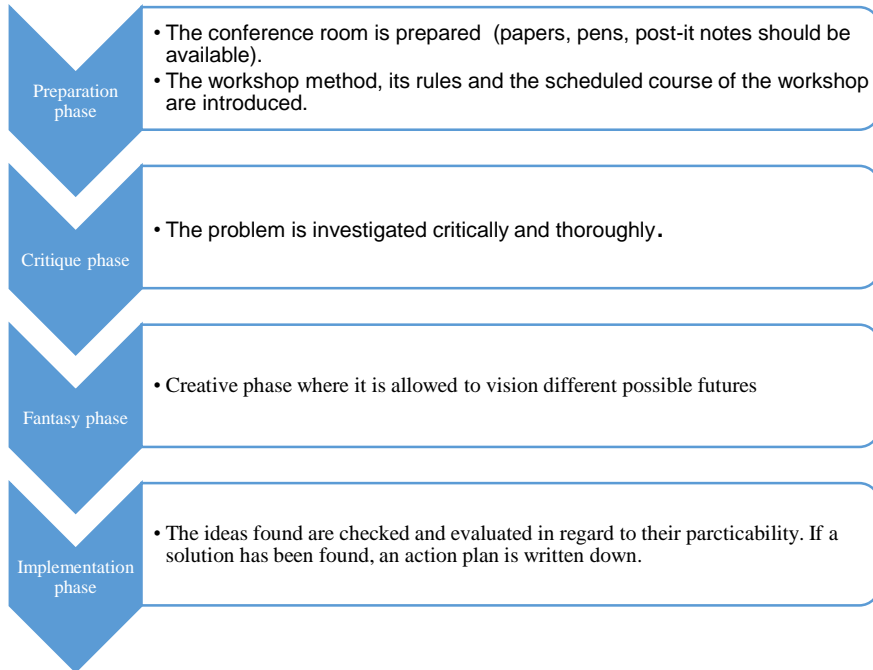 Preparation
phase
• The conference room is prepared (papers, pens, post-it notes should be
available).
• The workshop method, its rules and the scheduled course of the workshop
are introduced.
Critique phase
• The problem is investigated critically and thoroughly.
Fantasy phase
• Creative phase where it is allowed to vision different possible futures
Implementation
phase
• The ideas found are checked and evaluated in regard to their parcticability. If a
solution has been found, an action plan is written down.